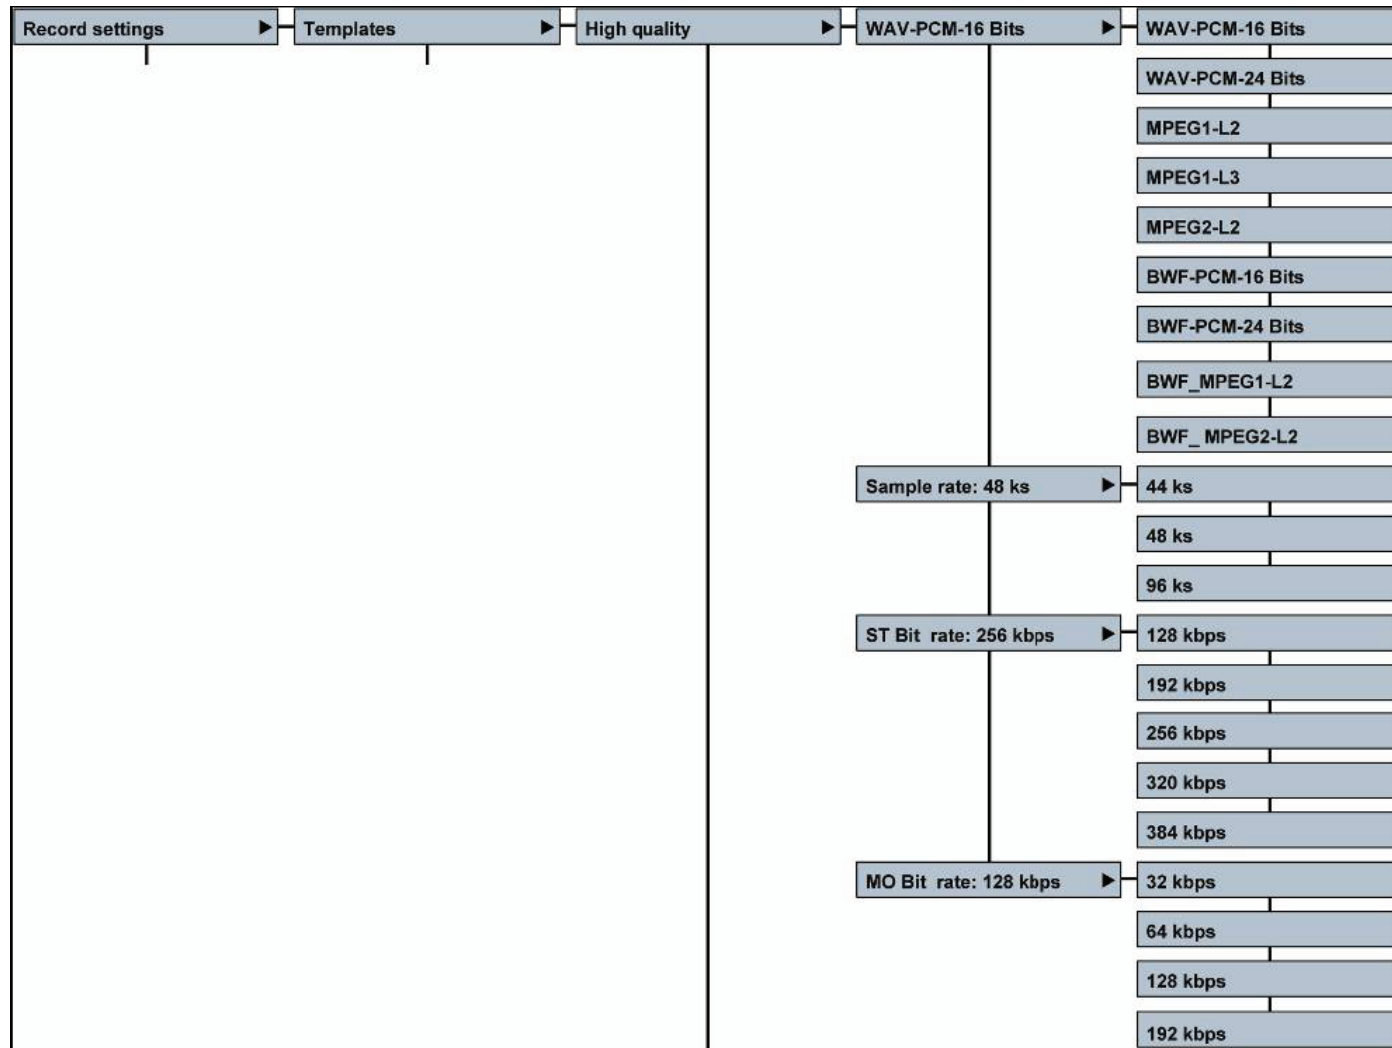 Record settings
Templates
High quality
WAV-PCM-16 Bits
WAV-PCM-16 Bits
WAV-PCM-24 Bits
MPEG1-L2
MPEG1-L3
MPEG2-L2
BWF-PCM-16 Bits
BWF-PCM-24 Bits
BWF_MPEG1-L2
BWF_ MPEG2-L2
Sample rate: 48 ks
44 ks
48 ks
96 ks
ST Bit  rate: 256 kbps
128 kbps
192 kbps
256 kbps
320 kbps
384 kbps
MO Bit  rate: 128 kbps
32 kbps
64 kbps
128 kbps
192 kbps